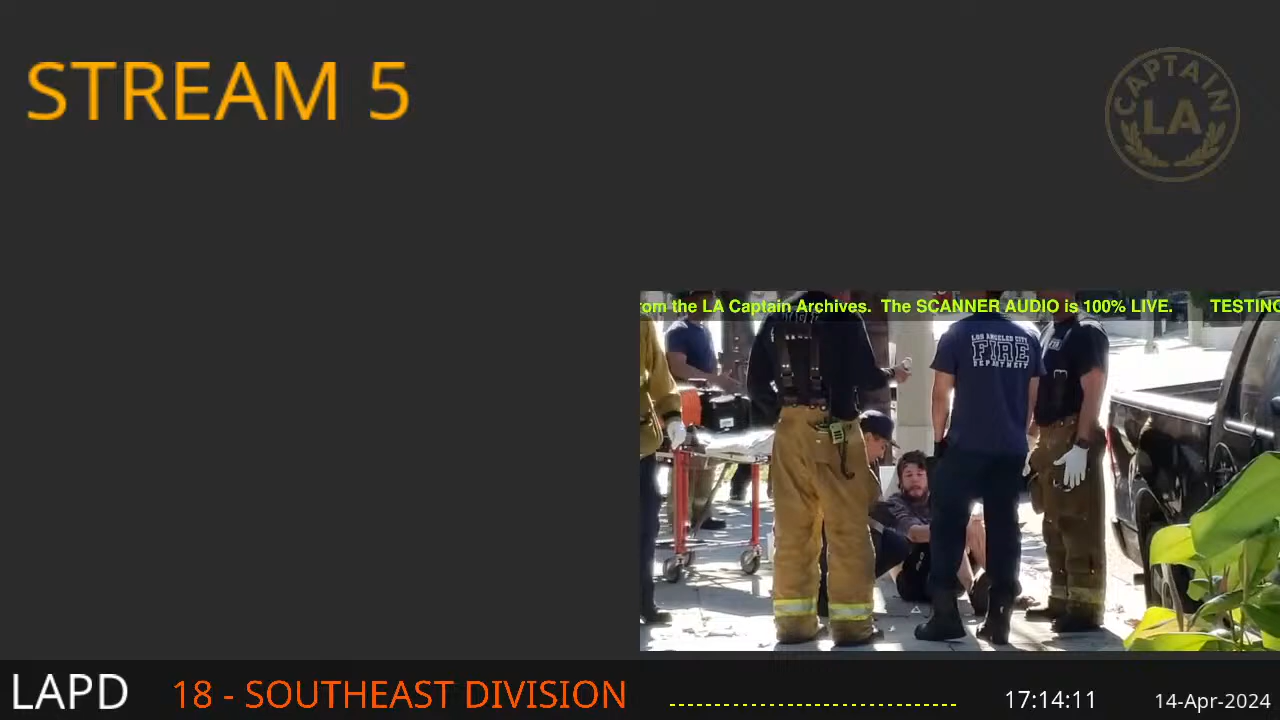 STREAM 5
CAPTAIN
LA
om the LA Captain Archives. The SCANNER AUDIO is 100% LIVE. TESTING
LOS ANGELES CITY
FIRE
DEPARTMENT
LAPD 18 - SOUTHEAST DIVISION 17:14:11 14-Apr-2024